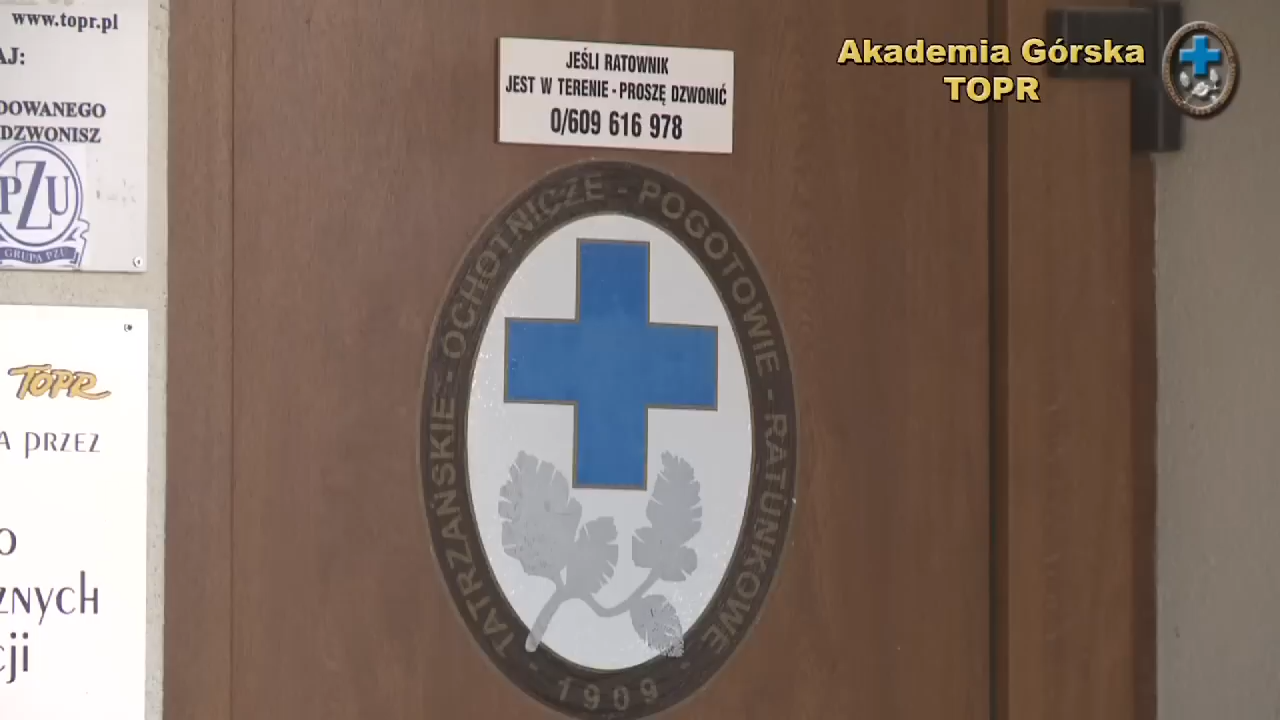 www.topr.pl
AJ:
DOWANEGO
DZWONISZ
PZU
GRUPA PZU
TOPR
A PRZEZ
O
ZNYCH
cji
JEŚLI RATOWNIK
JEST W TERENIE - PROSZĘ DZWONIĆ
0/609 616 978
TATRZAŃSKIE - OCHOTNICZE - POGOTOWIE - RATUNKOWE -
1909
Akademia Górska
TOPR